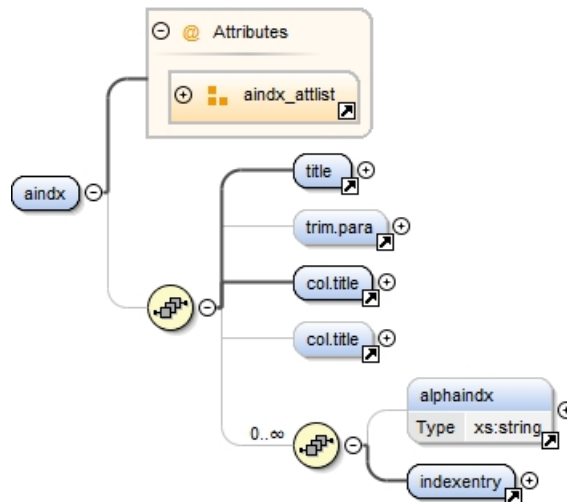 @ Attributes
aindx_attlist
aindx
title
trim.para
col.title
col.title
0..∞
alphaindx
Type xs:string
indexentry